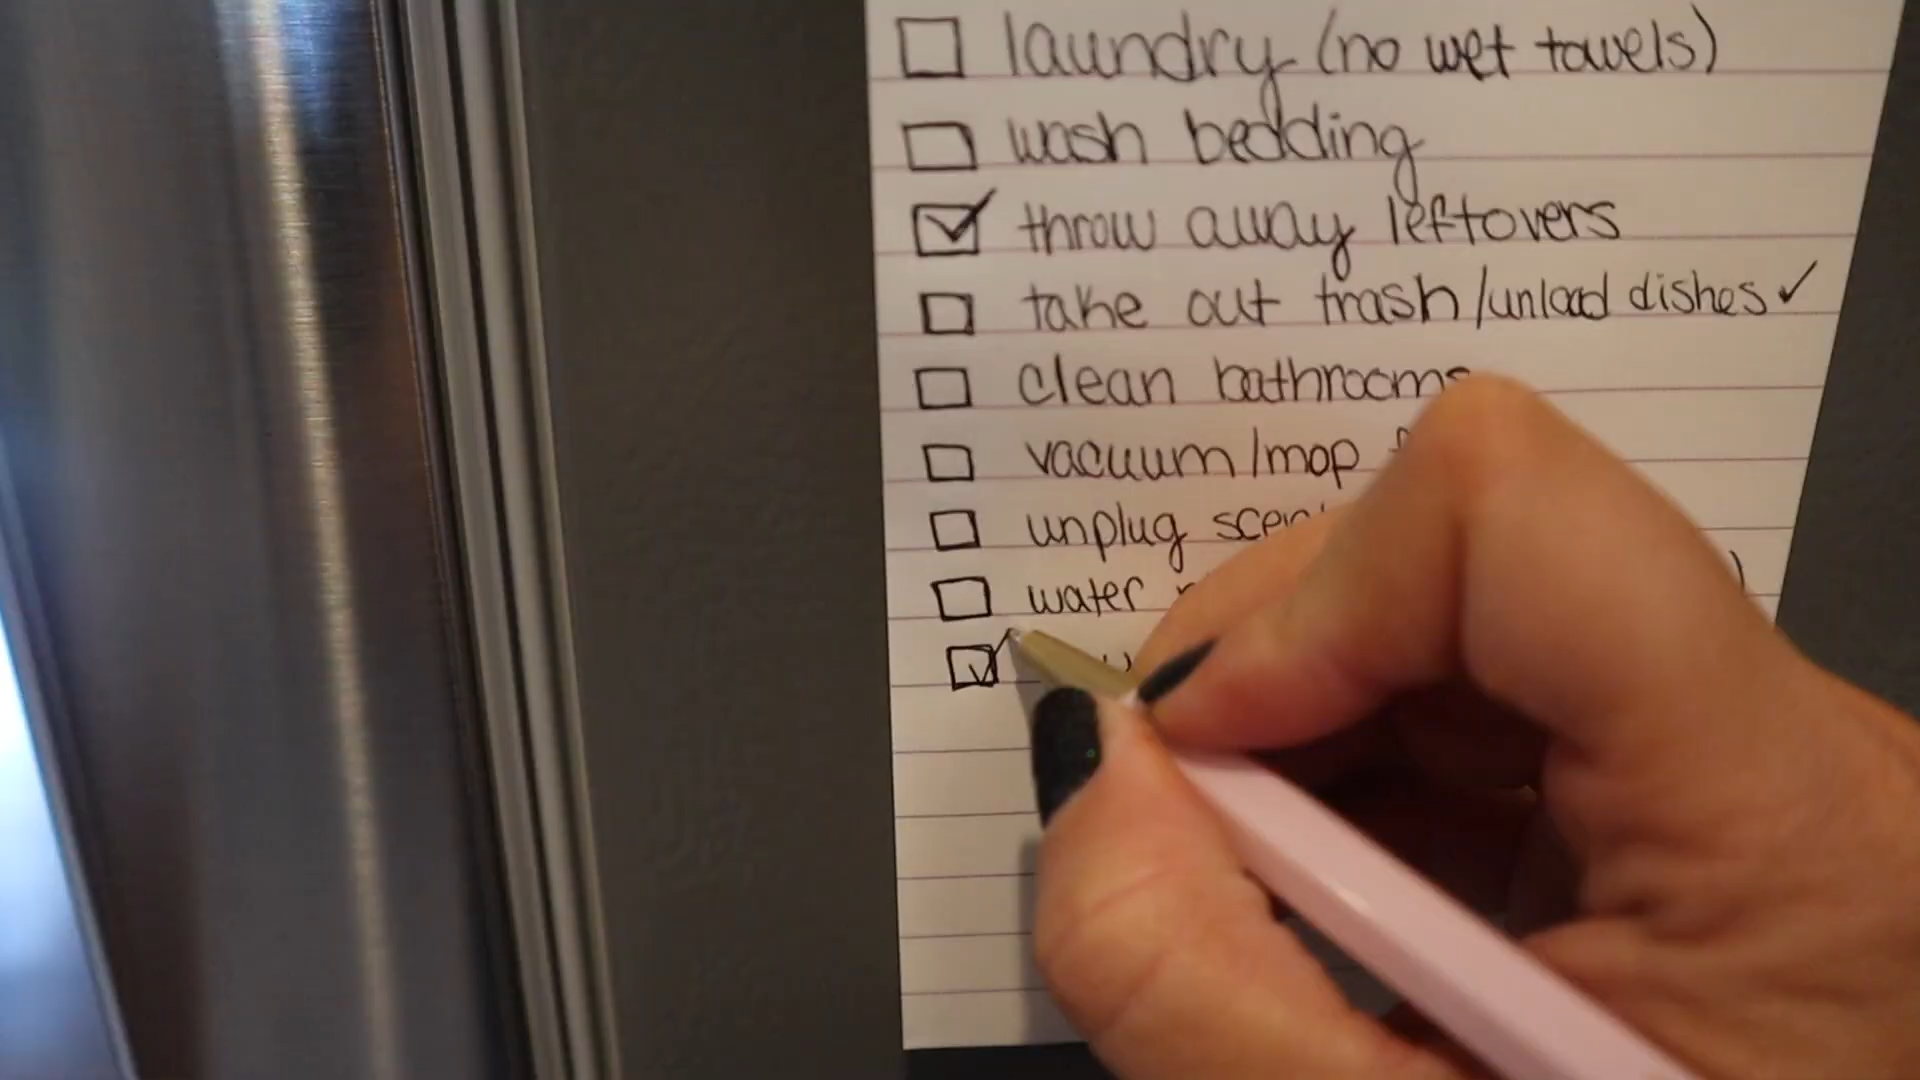 ☐ laundry (no wet towels)
☐ wash bedding
☑ throw away leftovers
☐ take out trash/unload dishes ✓
☐ clean bathrooms
☐ vacuum/mop
☐ unplug
☐ water
☑